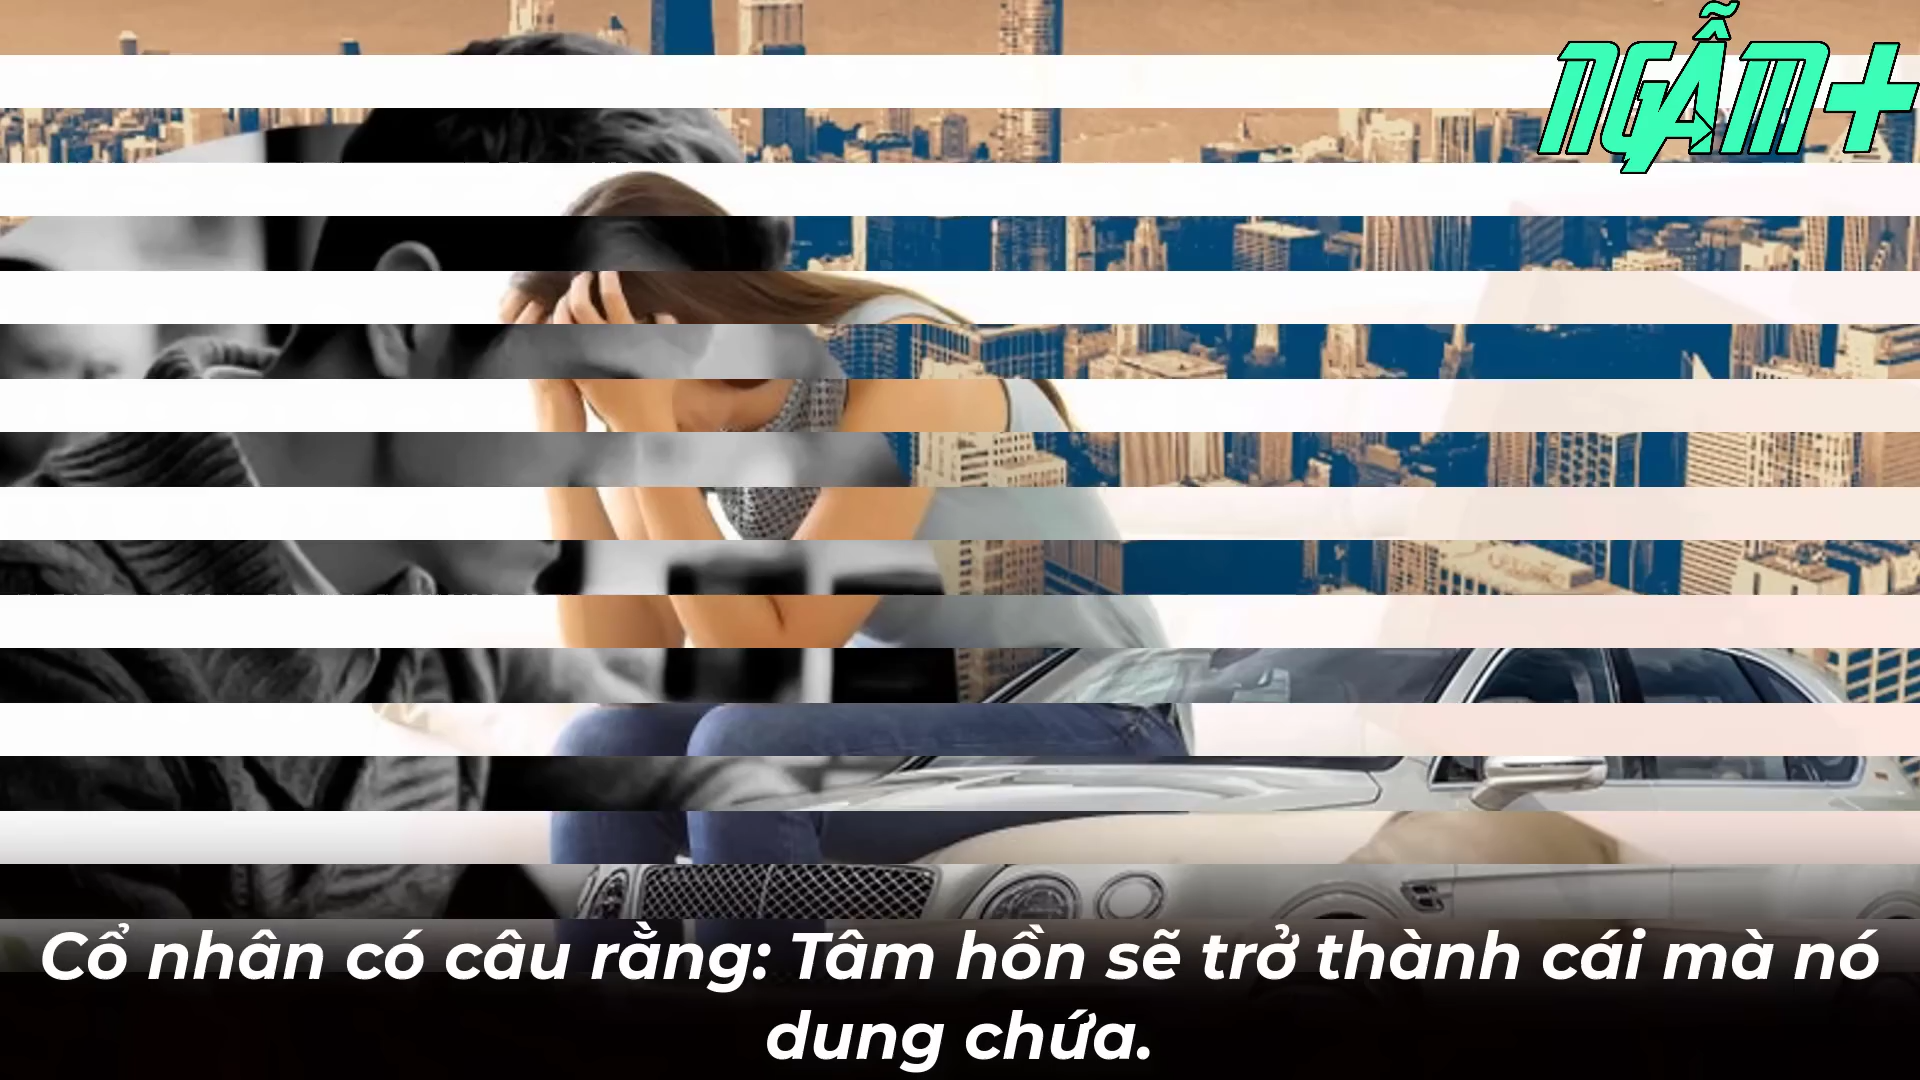 NGẪM+
Cổ nhân có câu rằng: Tâm hồn sẽ trở thành cái mà nó
dung chứa.